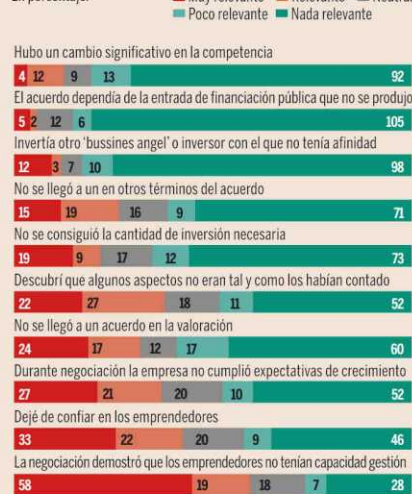 En porcentaje.
Muy relevante Relevante Neutral
Poco relevante Nada relevante
Hubo un cambio significativo en la competencia
4 12 9 13 92
El acuerdo dependía de la entrada de financiación pública que no se produjo
5 2 12 6 105
Invertía otro ‘bussines angel’ o inversor con el que no tenía afinidad
12 3 7 10 98
No se llegó a un en otros términos del acuerdo
15 19 16 9 71
No se consiguió la cantidad de inversión necesaria
19 9 17 12 73
Descubrí que algunos aspectos no eran tal y como los habían contado
22 27 18 11 52
No se llegó a un acuerdo en la valoración
24 17 12 17 60
Durante negociación la empresa no cumplió expectativas de crecimiento
27 21 20 10 52
Dejé de confiar en los emprendedores
33 22 20 9 46
La negociación demostró que los emprendedores no tenían capacidad gestión
58 19 18 7 28